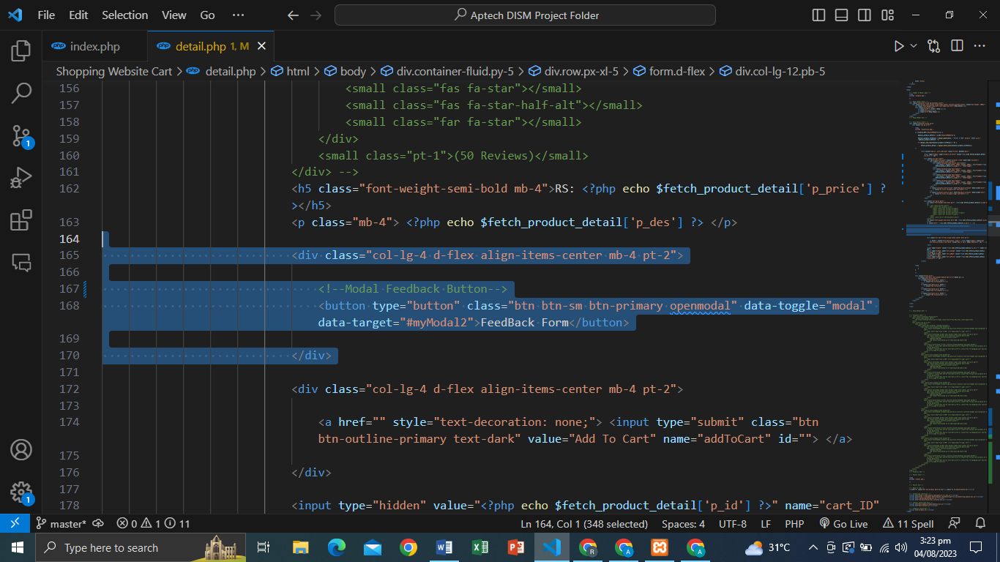 File Edit Selection View Go ··· Aptech DISM Project Folder
index.php detail.php 1, M
Shopping Website Cart > detail.php > html > body > div.container-fluid.py-5 > div.row.px-xl-5 > form.d-flex > div.col-lg-12.pb-5
156 <small class="fas fa-star"></small>
157 <small class="fas fa-star-half-alt"></small>
158 <small class="far fa-star"></small>
159 </div>
160 <small class="pt-1">(50 Reviews)</small>
161 </div> -->
162 <h5 class="font-weight-semi-bold mb-4">RS: <?php echo $fetch_product_detail['p_price'] ?
></h5>
163 <p class="mb-4"> <?php echo $fetch_product_detail['p_des'] ?> </p>
164
165 <div class="col-lg-4 d-flex align-items-center mb-4 pt-2">
166
167 <!--Modal Feedback Button-->
168 <button type="button" class="btn btn-sm btn-primary openmodal" data-toggle="modal"
data-target="#myModal2">FeedBack Form</button>
169
170 </div>
171
172 <div class="col-lg-4 d-flex align-items-center mb-4 pt-2">
173
174 <a href="" style="text-decoration: none;"> <input type="submit" class="btn
btn-outline-primary text-dark" value="Add To Cart" name="addToCart" id=""> </a>
175
176 </div>
177
178 <input type="hidden" value="<?php echo $fetch_product_detail['p_id'] ?>" name="cart_ID"
1
1
master* 0 1 11 Ln 164, Col 1 (348 selected) Spaces: 4 UTF-8 LF PHP Go Live 11 Spell
Type here to search 31°C 3:23 pm
04/08/2023